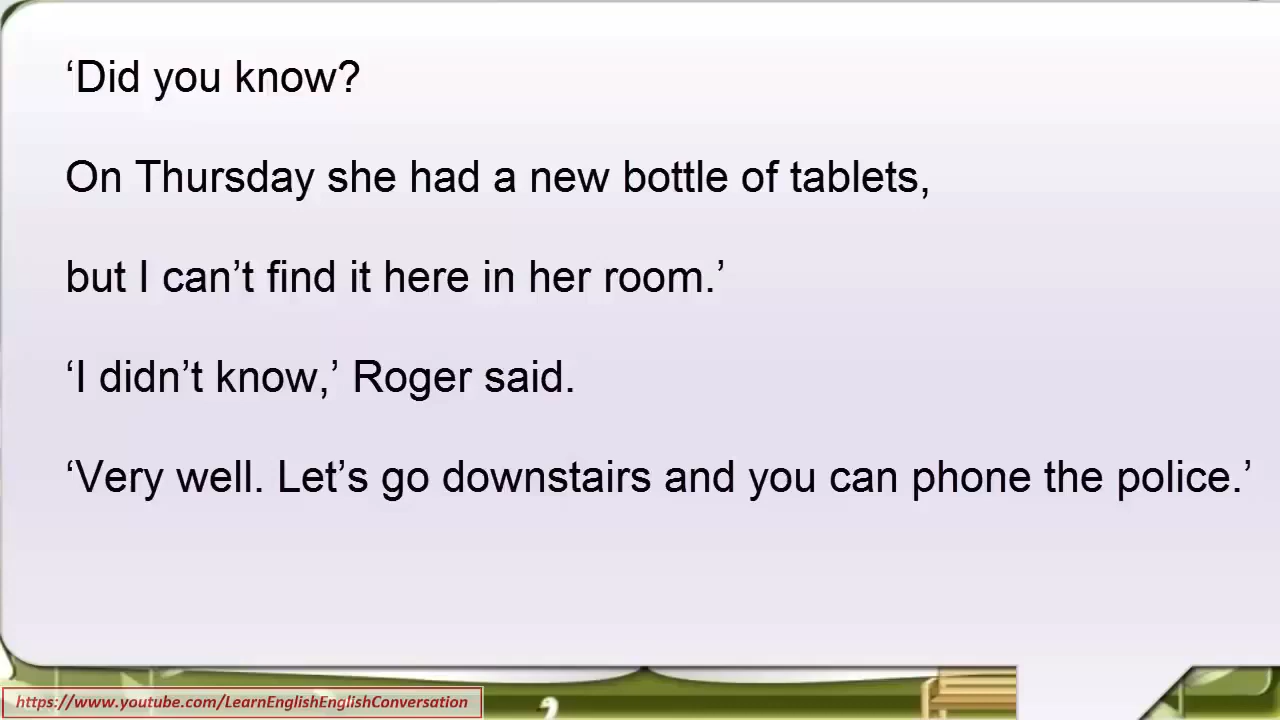 ‘Did you know?
On Thursday she had a new bottle of tablets,
but I can’t find it here in her room.’
‘I didn’t know,’ Roger said.
‘Very well. Let’s go downstairs and you can phone the police.’
https://www.youtube.com/LearnEnglishEnglishConversation